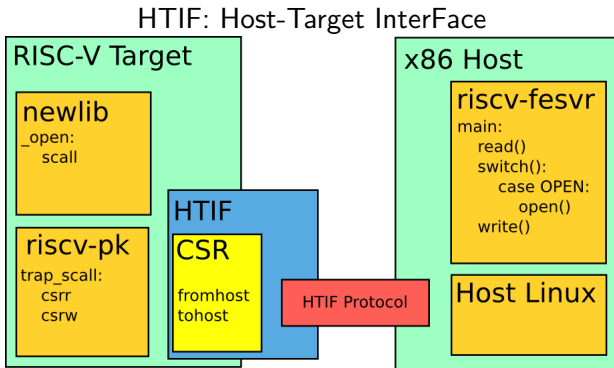 HTIF: Host-Target InterFace
RISC-V Target
newlib
_open:
scall
riscv-pk
trap_scall:
csrr
csrw
HTIF
CSR
fromhost
tohost
HTIF Protocol
x86 Host
riscv-fesvr
main:
read()
switch():
case OPEN:
open()
write()
Host Linux